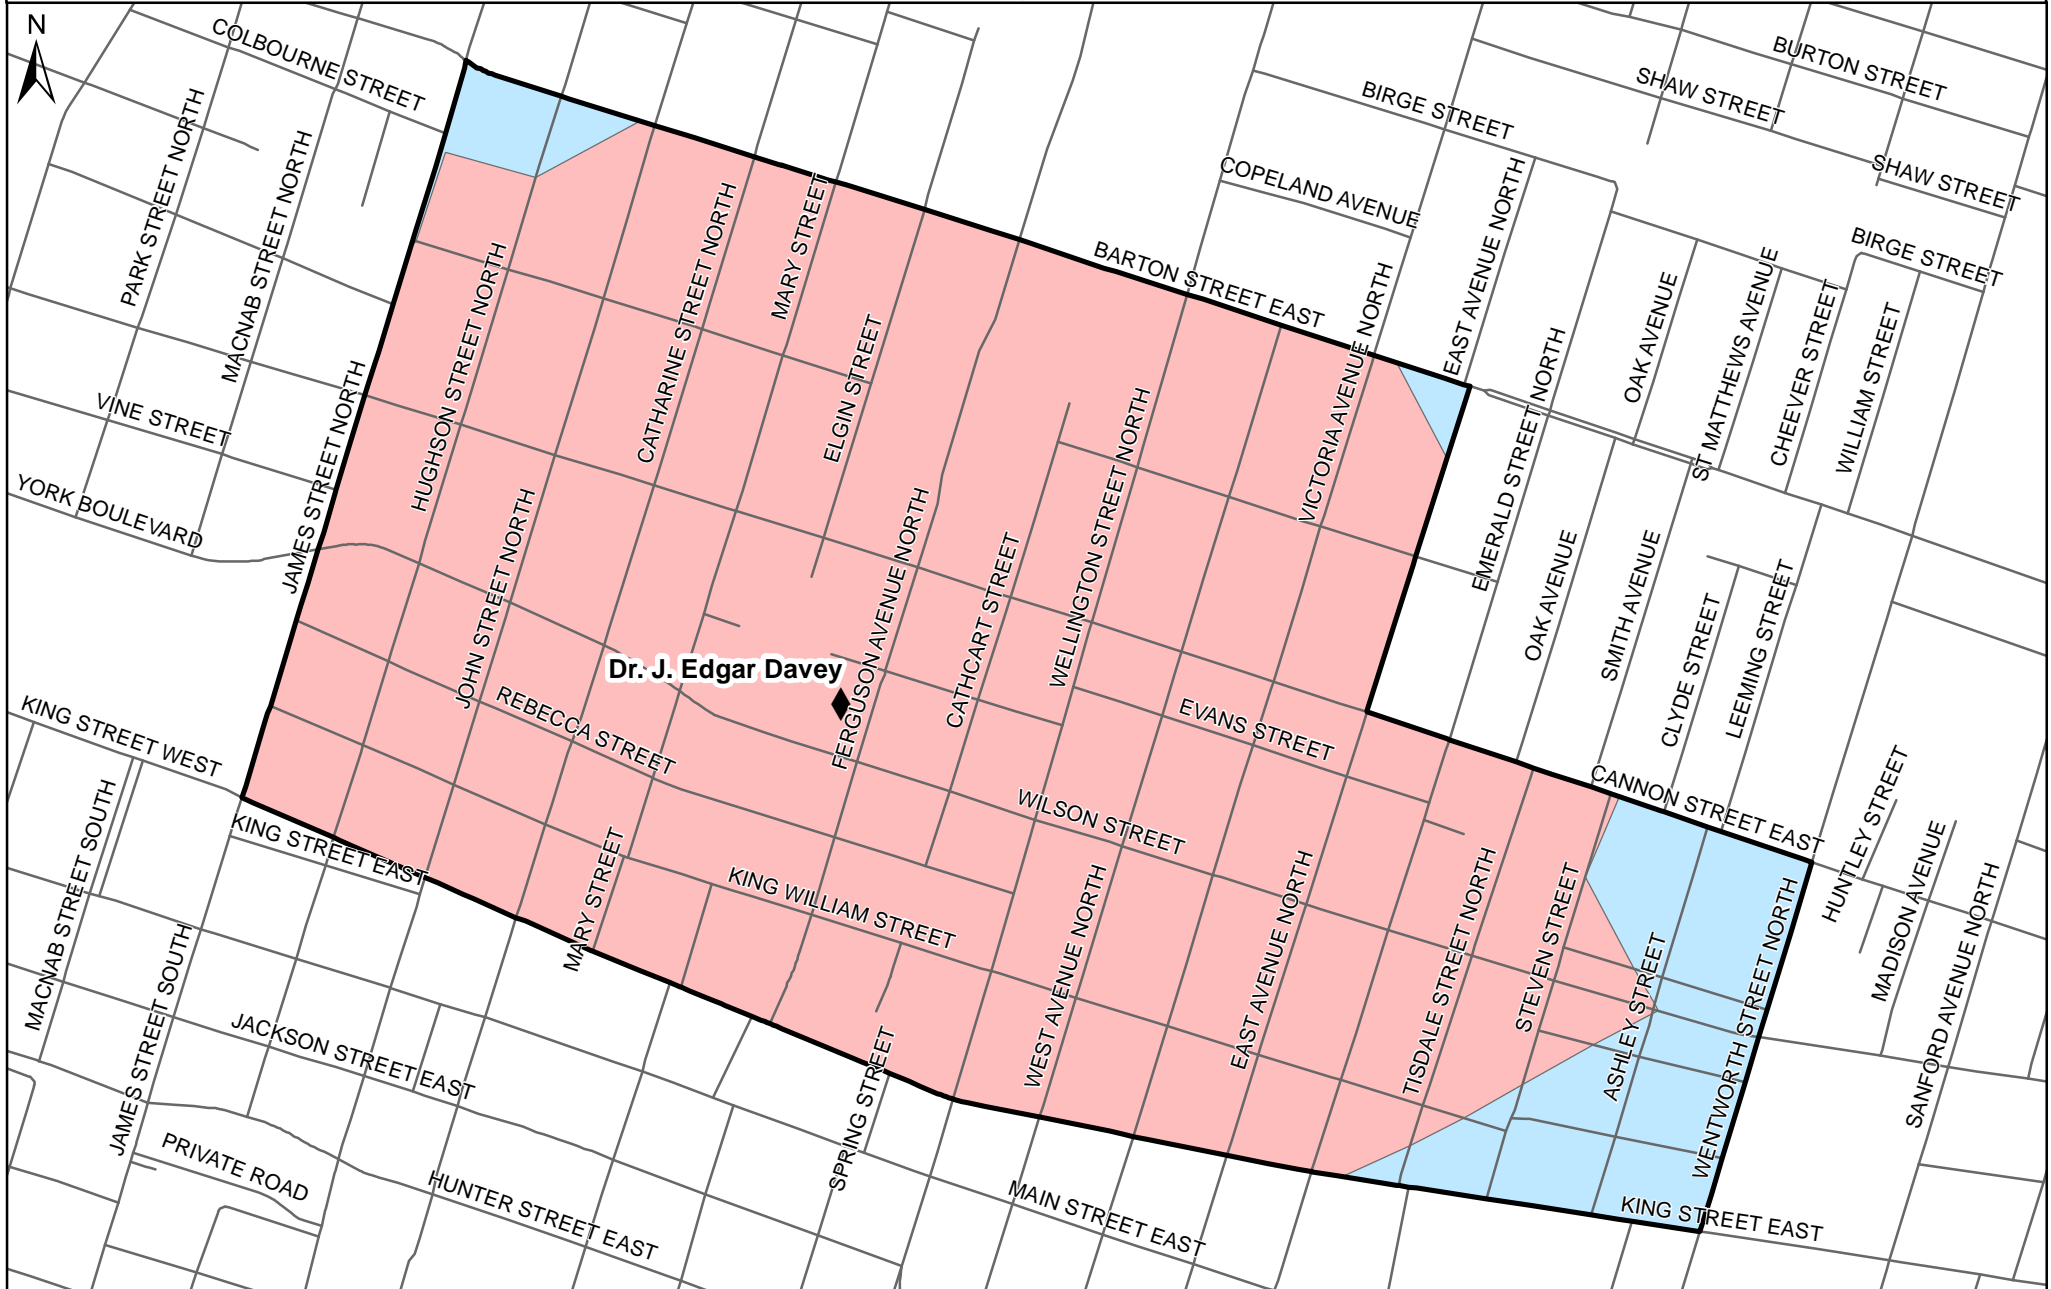 N
COLBOURNE STREET
BURTON STREET
SHAW STREET
BIRGE STREET
PARK STREET NORTH
MACNAB STREET NORTH
COPELAND AVENUE
SHAW STREET
EAST AVENUE NORTH
BIRGE STREET
MARY STREET
CATHARINE STREET NORTH
HUGHSON STREET NORTH
BARTON STREET EAST
VICTORIA AVENUE NORTH
OAK AVENUE
ST MATTHEWS AVENUE
CHEEVER STREET
WILLIAM STREET
ELGIN STREET
EMERALD STREET NORTH
VINE STREET
JAMES STREET NORTH
WELLINGTON STREET NORTH
YORK BOULEVARD
JOHN STREET NORTH
FERGUSON AVENUE NORTH
CATHCART STREET
OAK AVENUE
SMITH AVENUE
CLYDE STREET
LEEMING STREET
Dr. J. Edgar Davey
KING STREET WEST
REBECCA STREET
EVANS STREET
CANNON STREET EAST
HUNTLEY STREET
WILSON STREET
MACNAB STREET SOUTH
KING STREET EAST
MARY STREET
KING WILLIAM STREET
WEST AVENUE NORTH
EAST AVENUE NORTH
TISDALE STREET NORTH
STEVEN STREET
ASHLEY STREET
WENTWORTH STREET NORTH
MADISON AVENUE
SANFORD AVENUE NORTH
JAMES STREET SOUTH
JACKSON STREET EAST
SPRING STREET
PRIVATE ROAD
HUNTER STREET EAST
MAIN STREET EAST
KING STREET EAST